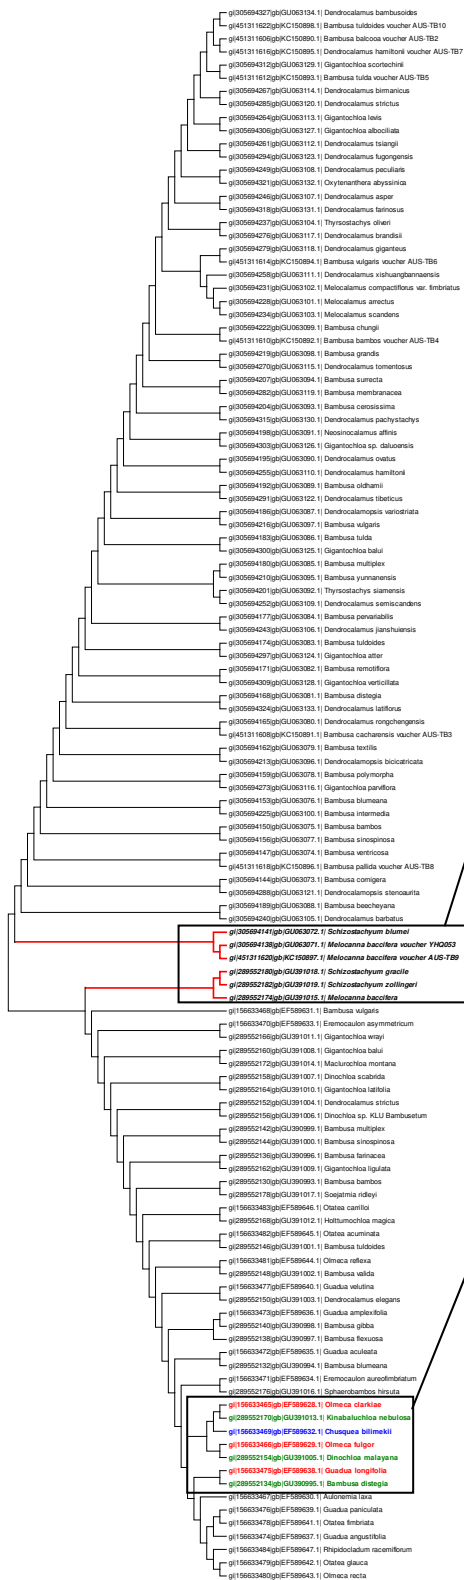 gi|305694327|gb|GU063134.1| Dendrocalamus bambusoides
gi|451311622|gb|KC150898.1| Bambusa tuldoides voucher AUS-TB10
gi|451311606|gb|KC150890.1| Bambusa balcooa voucher AUS-TB2
gi|451311616|gb|KC150895.1| Dendrocalamus hamiltonii voucher AUS-TB7
gi|305694312|gb|GU063129.1| Gigantochloa scortechinii
gi|451311612|gb|KC150893.1| Bambusa tulda voucher AUS-TB5
gi|305694267|gb|GU063114.1| Dendrocalamus birmanicus
gi|305694285|gb|GU063120.1| Dendrocalamus strictus
gi|305694264|gb|GU063113.1| Gigantochloa levis
gi|305694306|gb|GU063127.1| Gigantochloa albociliata
gi|305694261|gb|GU063112.1| Dendrocalamus tsiangii
gi|305694294|gb|GU063123.1| Dendrocalamus fugongensis
gi|305694249|gb|GU063108.1| Dendrocalamus peculiaris
gi|305694321|gb|GU063132.1| Oxytenanthera abyssinica
gi|305694246|gb|GU063107.1| Dendrocalamus asper
gi|305694318|gb|GU063131.1| Dendrocalamus farinosus
gi|305694237|gb|GU063104.1| Thyrsostachys oliveri
gi|305694276|gb|GU063117.1| Dendrocalamus brandisii
gi|305694279|gb|GU063118.1| Dendrocalamus giganteus
gi|451311614|gb|KC150894.1| Bambusa vulgaris voucher AUS-TB6
gi|305694258|gb|GU063111.1| Dendrocalamus xishuangbannaensis
gi|305694231|gb|GU063102.1| Melocalamus compactiflorus var. fimbriatus
gi|305694228|gb|GU063101.1| Melocalamus arrectus
gi|305694234|gb|GU063103.1| Melocalamus scandens
gi|305694222|gb|GU063099.1| Bambusa chungii
gi|451311610|gb|KC150892.1| Bambusa bambos voucher AUS-TB4
gi|305694219|gb|GU063098.1| Bambusa grandis
gi|305694270|gb|GU063115.1| Dendrocalamus tomentosus
gi|305694207|gb|GU063094.1| Bambusa surrecta
gi|305694282|gb|GU063119.1| Bambusa membranacea
gi|305694204|gb|GU063093.1| Bambusa cerosissima
gi|305694315|gb|GU063130.1| Dendrocalamus pachystachys
gi|305694198|gb|GU063091.1| Neosinocalamus affinis
gi|305694303|gb|GU063126.1| Gigantochloa sp. daluoensis
gi|305694195|gb|GU063090.1| Dendrocalamus ovatus
gi|305694255|gb|GU063110.1| Dendrocalamus hamiltonii
gi|305694192|gb|GU063089.1| Bambusa oldhamii
gi|305694291|gb|GU063122.1| Dendrocalamus tibeticus
gi|305694186|gb|GU063087.1| Dendrocalamopsis variostriata
gi|305694216|gb|GU063097.1| Bambusa vulgaris
gi|305694183|gb|GU063086.1| Bambusa tulda
gi|305694300|gb|GU063125.1| Gigantochloa balui
gi|305694180|gb|GU063085.1| Bambusa multiplex
gi|305694210|gb|GU063095.1| Bambusa yunnanensis
gi|305694201|gb|GU063092.1| Thyrsostachys siamensis
gi|305694252|gb|GU063109.1| Dendrocalamus semiscandens
gi|305694177|gb|GU063084.1| Bambusa pervariabilis
gi|305694243|gb|GU063106.1| Dendrocalamus jianshuiensis
gi|305694174|gb|GU063083.1| Bambusa tuldoides
gi|305694297|gb|GU063124.1| Gigantochloa atter
gi|305694171|gb|GU063082.1| Bambusa remotiflora
gi|305694309|gb|GU063128.1| Gigantochloa verticillata
gi|305694168|gb|GU063081.1| Bambusa distegia
gi|305694324|gb|GU063133.1| Dendrocalamus latiflorus
gi|305694165|gb|GU063080.1| Dendrocalamus rongchengensis
gi|451311608|gb|KC150891.1| Bambusa cacharensis voucher AUS-TB3
gi|305694162|gb|GU063079.1| Bambusa textilis
gi|305694213|gb|GU063096.1| Dendrocalamopsis bicicatricata
gi|305694159|gb|GU063078.1| Bambusa polymorpha
gi|305694273|gb|GU063116.1| Gigantochloa parviflora
gi|305694153|gb|GU063076.1| Bambusa blumeana
gi|305694225|gb|GU063100.1| Bambusa intermedia
gi|305694150|gb|GU063075.1| Bambusa bambos
gi|305694156|gb|GU063077.1| Bambusa sinospinosa
gi|305694147|gb|GU063074.1| Bambusa ventricosa
gi|451311618|gb|KC150896.1| Bambusa pallida voucher AUS-TB8
gi|305694144|gb|GU063073.1| Bambusa cornigera
gi|305694288|gb|GU063121.1| Dendrocalamopsis stenoaurita
gi|305694189|gb|GU063088.1| Bambusa beecheyana
gi|305694240|gb|GU063105.1| Dendrocalamus barbatus
gi|305694141|gb|GU063072.1| Schizostachyum blumei
gi|305694138|gb|GU063071.1| Melocanna baccifera voucher YHQ053
gi|451311620|gb|KC150897.1| Melocanna baccifera voucher AUS-TB9
gi|289552180|gb|GU391018.1| Schizostachyum gracile
gi|289552182|gb|GU391019.1| Schizostachyum zollingeri
gi|289552174|gb|GU391015.1| Melocanna baccifera
gi|156633468|gb|EF589631.1| Bambusa vulgaris
gi|156633470|gb|EF589633.1| Eremocaulon asymmetricum
gi|289552166|gb|GU391011.1| Gigantochloa wrayi
gi|289552160|gb|GU391008.1| Gigantochloa balui
gi|289552172|gb|GU391014.1| Maclurochloa montana
gi|289552158|gb|GU391007.1| Dinochloa scabrida
gi|289552164|gb|GU391010.1| Gigantochloa latifolia
gi|289552152|gb|GU391004.1| Dendrocalamus strictus
gi|289552156|gb|GU391006.1| Dinochloa sp. KLU Bambusetum
gi|289552142|gb|GU390999.1| Bambusa multiplex
gi|289552144|gb|GU391000.1| Bambusa sinospinosa
gi|289552136|gb|GU390996.1| Bambusa farinacea
gi|289552162|gb|GU391009.1| Gigantochloa ligulata
gi|289552130|gb|GU390993.1| Bambusa bambos
gi|289552178|gb|GU391017.1| Soejatmia ridleyi
gi|156633483|gb|EF589646.1| Otatea carrilloi
gi|289552168|gb|GU391012.1| Holttumochloa magica
gi|156633482|gb|EF589645.1| Otatea acuminata
gi|289552146|gb|GU391001.1| Bambusa tuldoides
gi|156633481|gb|EF589644.1| Olmeca reflexa
gi|289552148|gb|GU391002.1| Bambusa valida
gi|156633477|gb|EF589640.1| Guadua velutina
gi|289552150|gb|GU391003.1| Dendrocalamus elegans
gi|156633473|gb|EF589636.1| Guadua amplexifolia
gi|289552140|gb|GU390998.1| Bambusa gibba
gi|289552138|gb|GU390997.1| Bambusa flexuosa
gi|156633472|gb|EF589635.1| Guadua aculeata
gi|289552132|gb|GU390994.1| Bambusa blumeana
gi|156633471|gb|EF589634.1| Eremocaulon aureofimbriatum
gi|289552176|gb|GU391016.1| Sphaerobambos hirsuta
gi|156633465|gb|EF589628.1| Olmeca clarkiae
gi|289552170|gb|GU391013.1| Kinabaluchloa nebulosa
gi|156633469|gb|EF589632.1| Chusquea bilimekii
gi|156633466|gb|EF589629.1| Olmeca fulgor
gi|289552154|gb|GU391005.1| Dinochloa malayana
gi|156633475|gb|EF589638.1| Guadua longifolia
gi|289552134|gb|GU390995.1| Bambusa distegia
gi|156633467|gb|EF589630.1| Aulonemia laxa
gi|156633476|gb|EF589639.1| Guadua paniculata
gi|156633478|gb|EF589641.1| Otatea fimbriata
gi|156633474|gb|EF589637.1| Guadua angustifolia
gi|156633484|gb|EF589647.1| Rhipidocladum racemiflorum
gi|156633479|gb|EF589642.1| Otatea glauca
gi|156633480|gb|EF589643.1| Olmeca recta